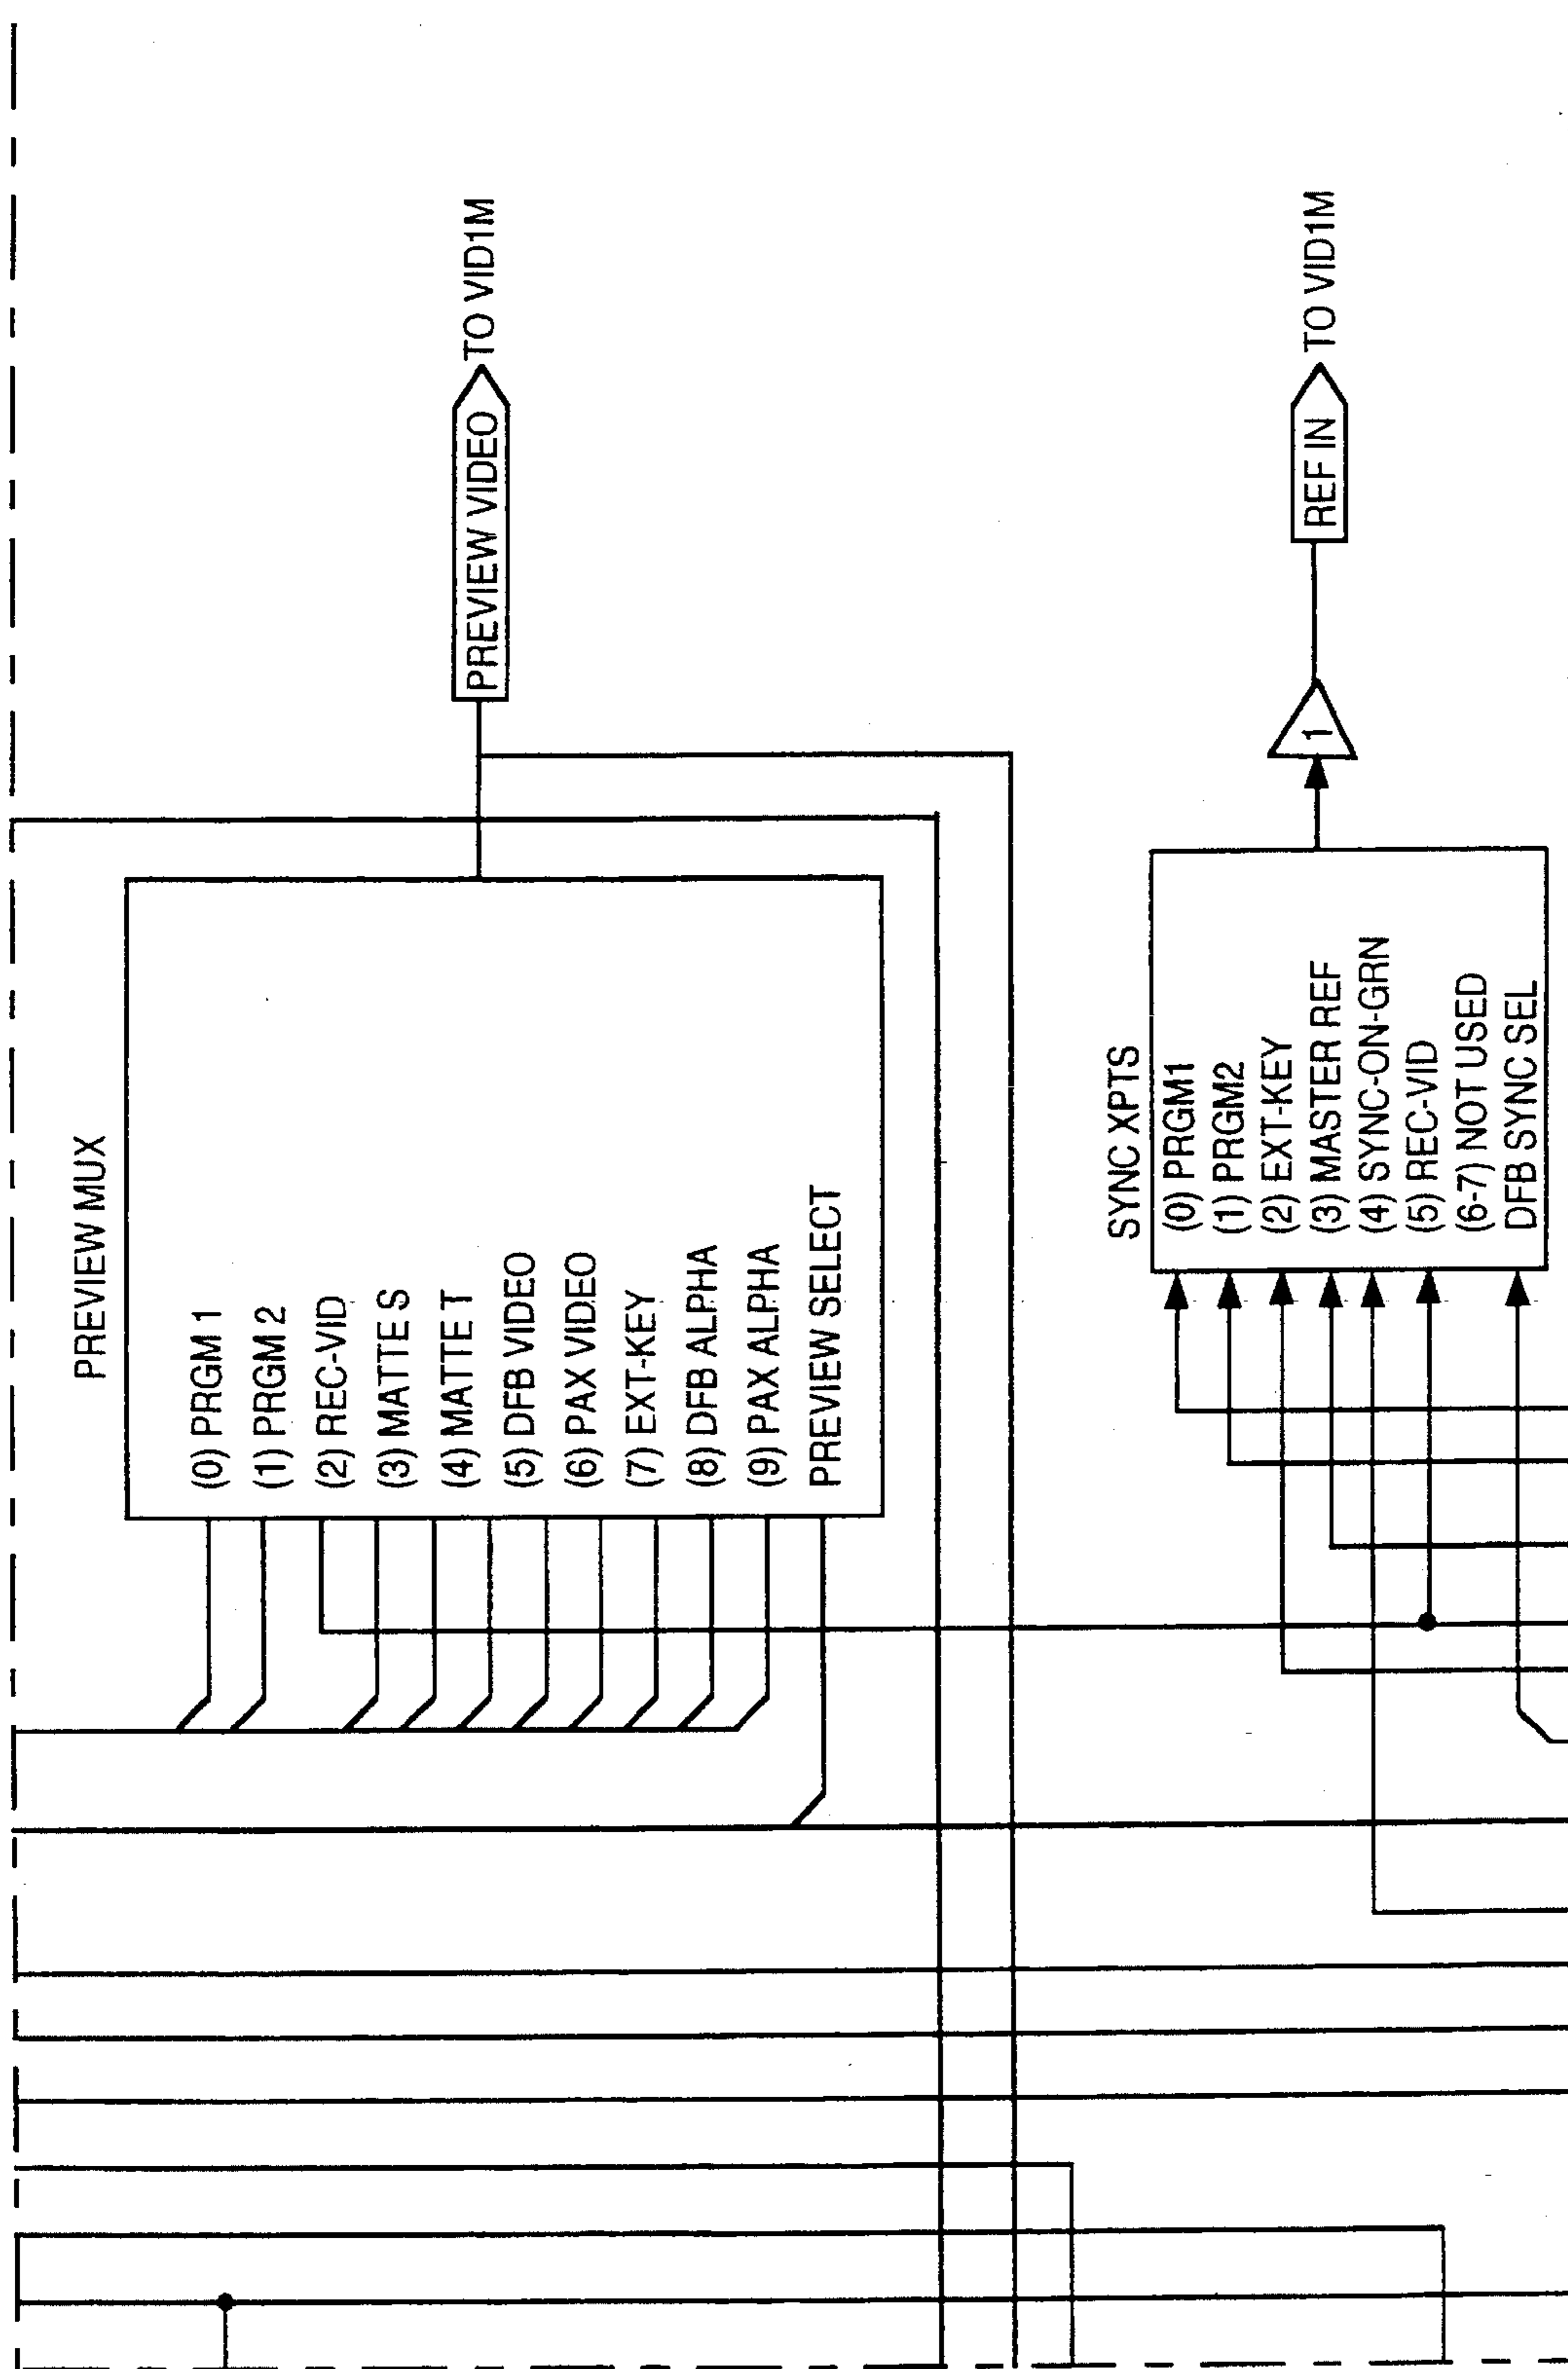 PREVIEW MUX
(0) PRGM 1
(1) PRGM 2
(2) REC-VID
(3) MATTE S
(4) MATTE T
(5) DFB VIDEO
(6) PAX VIDEO
(7) EXT-KEY
(8) DFB ALPHA
(9) PAX ALPHA
PREVIEW SELECT
PREVIEW VIDEO
TO VID1M
SYNC XPTS
(0) PRGM1
(1) PRGM2
(2) EXT-KEY
(3) MASTER REF
(4) SYNC-ON-GRN
(5) REC-VID
(6-7) NOT USED
DFB SYNC SEL
1
REF IN
TO VID1M